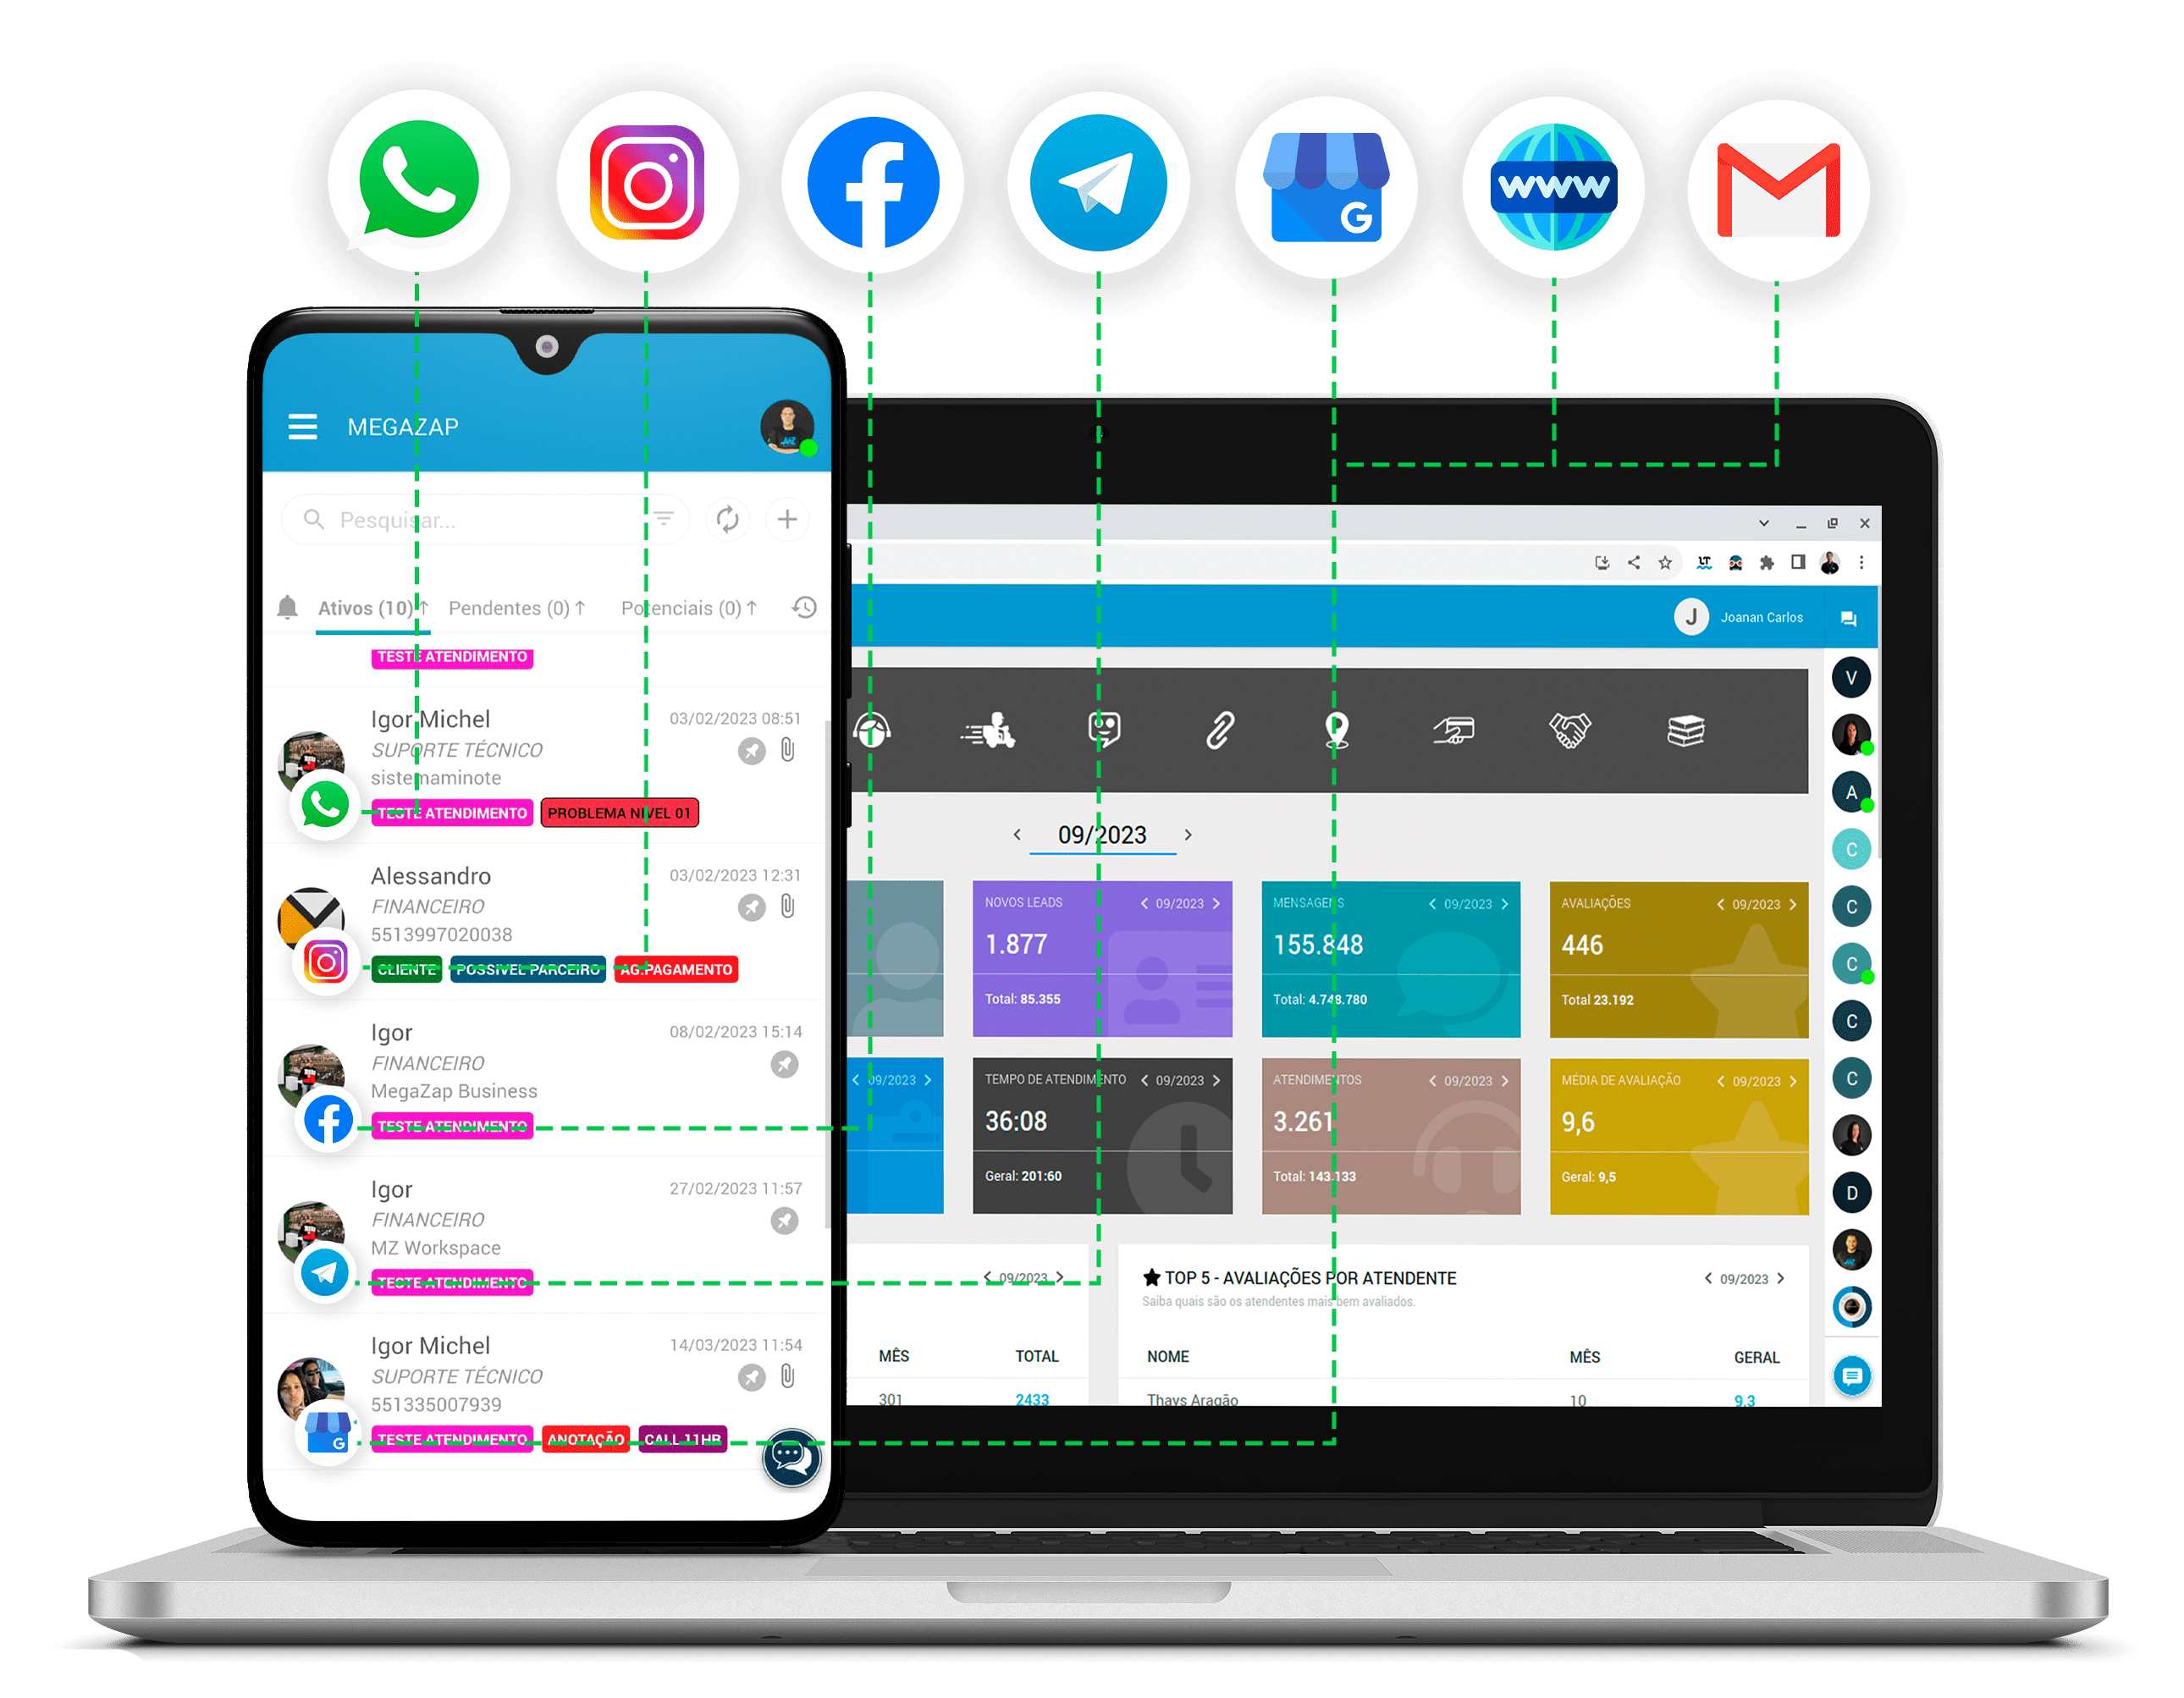 WWW
G
MEGAZAP
Pesquisar...
Ativos (10)↑ Pendentes (0)↑ Potenciais (0)↑
TESTE ATENDIMENTO
Igor Michel 03/02/2023 08:51
SUPORTE TÉCNICO
sistemaminote
TESTE ATENDIMENTO PROBLEMA NIVEL 01
Alessandro 03/02/2023 12:31
FINANCEIRO
5513997020038
CLIENTE POSSIVEL PARCEIRO AG.PAGAMENTO
Igor 08/02/2023 15:14
FINANCEIRO
MegaZap Business
TESTE ATENDIMENTO
Igor 27/02/2023 11:57
FINANCEIRO
MZ Workspace
TESTE ATENDIMENTO
Igor Michel 14/03/2023 11:54
SUPORTE TÉCNICO
551335007939
G
TESTE ATENDIMENTO ANOTAÇÃO CALL 11HR
LT
J Joanan Carlos
09/2023
NOVOS LEADS 09/2023
1.877
Total: 85.355
MENSAGENS 09/2023
155.848
Total: 4.748.780
AVALIAÇÕES 09/2023
446
Total 23.192
09/2023
TEMPO DE ATENDIMENTO 09/2023
36:08
Geral: 201:60
ATENDIMENTOS 09/2023
3.261
Total: 143.133
MÉDIA DE AVALIAÇÃO 09/2023
9,6
Geral: 9,5
09/2023
MÊS TOTAL
301 2433
TOP 5 - AVALIAÇÕES POR ATENDENTE 09/2023
Saiba quais são os atendentes mais bem avaliados.
NOME MÊS GERAL
Thays Aragão 10 9.3
V
A
C
C
C
C
C
D